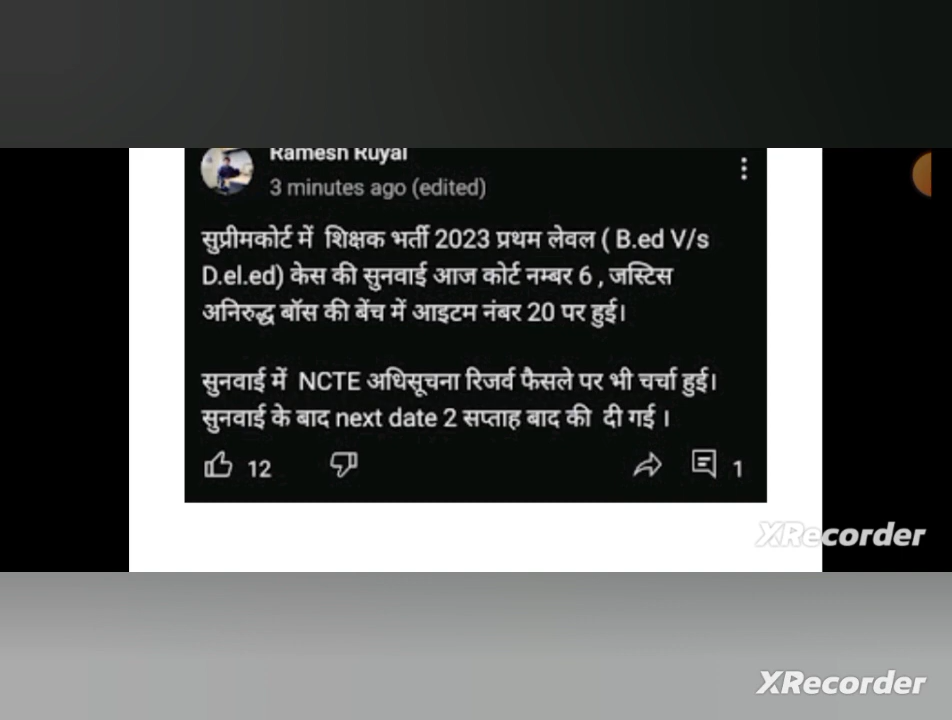 Ramesh Ruyal
3 minutes ago (edited)
सुप्रीमकोर्ट में शिक्षक भर्ती 2023 प्रथम लेवल ( B.ed V/s
D.el.ed) केस की सुनवाई आज कोर्ट नम्बर 6 , जस्टिस
अनिरुद्ध बॉस की बेंच में आइटम नंबर 20 पर हुई।
सुनवाई में NCTE अधिसूचना रिजर्व फैसले पर भी चर्चा हुई।
सुनवाई के बाद next date 2 सप्ताह बाद की दी गई ।
12
1
XRecorder
XRecorder